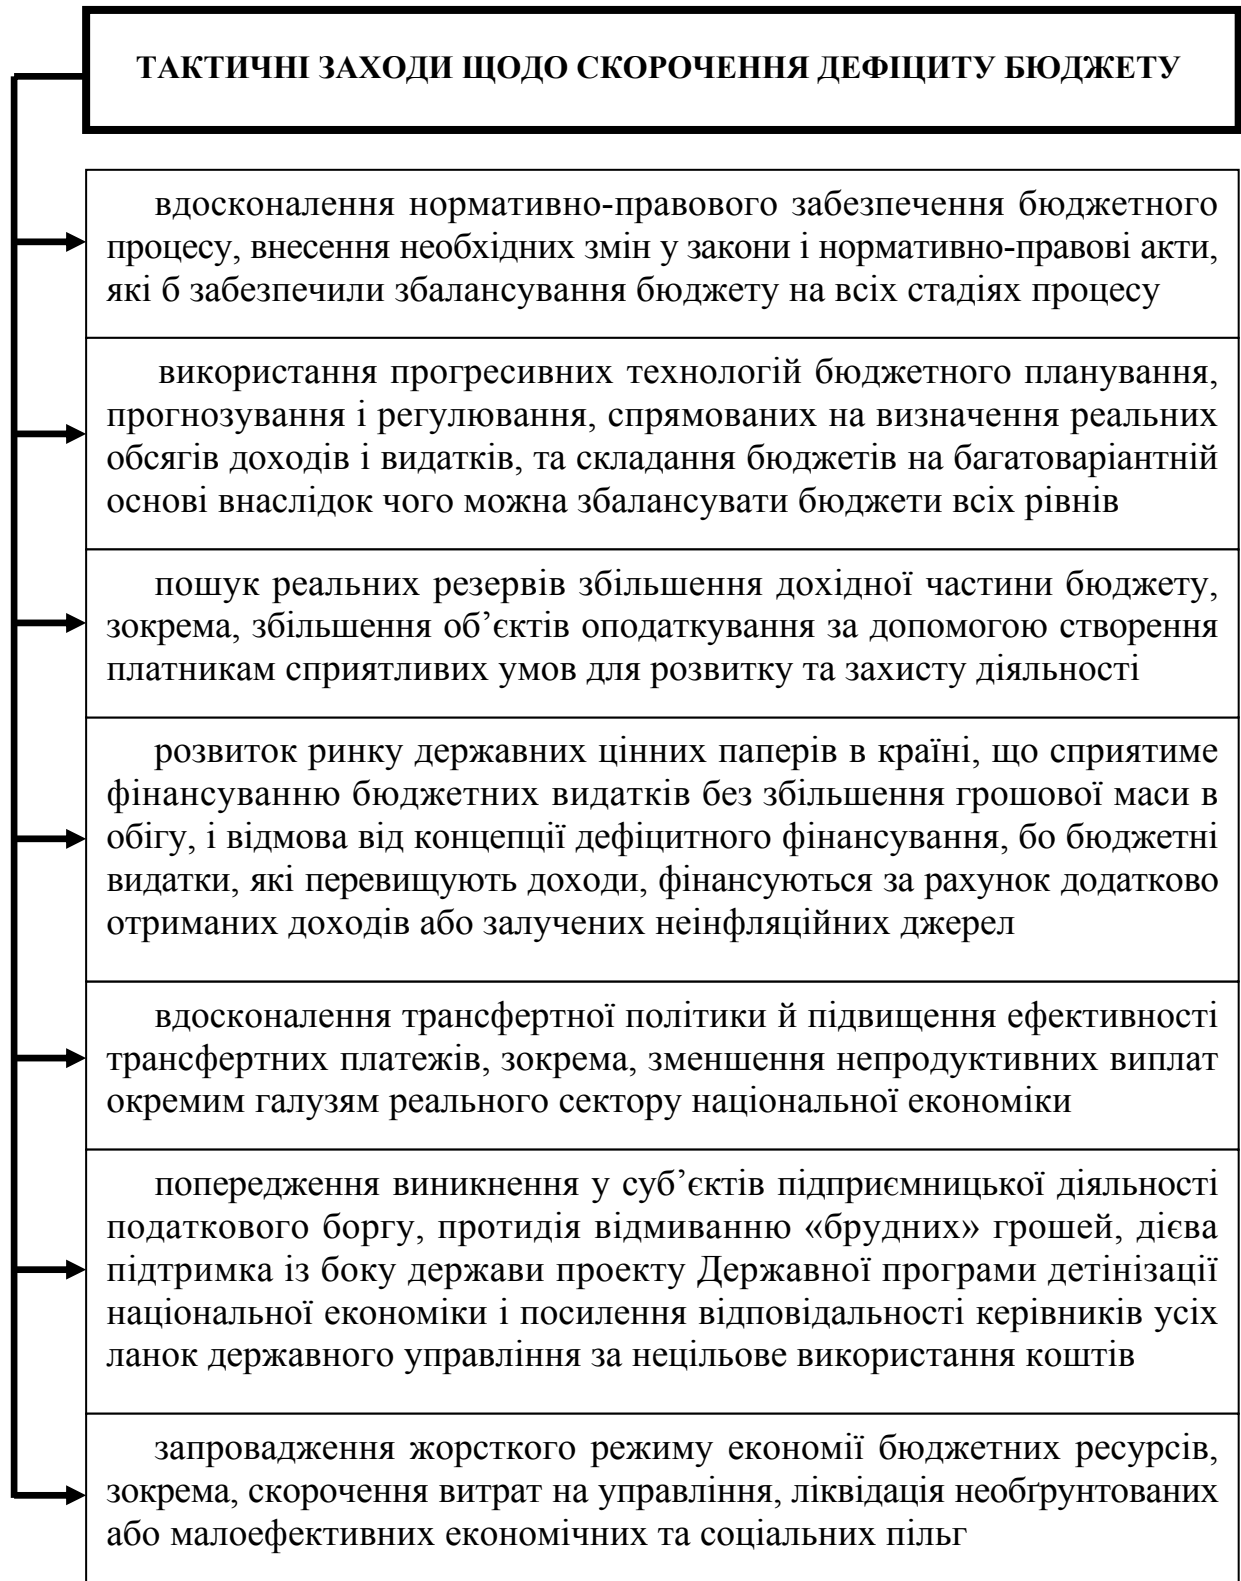 ТАКТИЧНІ ЗАХОДИ ЩОДО СКОРОЧЕННЯ ДЕФІЦИТУ БЮДЖЕТУ
вдосконалення нормативно-правового забезпечення бюджетного
процесу, внесення необхідних змін у закони і нормативно-правові акти,
які б забезпечили збалансування бюджету на всіх стадіях процесу
використання прогресивних технологій бюджетного планування,
прогнозування і регулювання, спрямованих на визначення реальних
обсягів доходів і видатків, та складання бюджетів на багатоваріантній
основі внаслідок чого можна збалансувати бюджети всіх рівнів
пошук реальних резервів збільшення дохідної частини бюджету,
зокрема, збільшення об’єктів оподаткування за допомогою створення
платникам сприятливих умов для розвитку та захисту діяльності
розвиток ринку державних цінних паперів в країні, що сприятиме
фінансуванню бюджетних видатків без збільшення грошової маси в
обігу, і відмова від концепції дефіцитного фінансування, бо бюджетні
видатки, які перевищують доходи, фінансуються за рахунок додатково
отриманих доходів або залучених неінфляційних джерел
вдосконалення трансфертної політики й підвищення ефективності
трансфертних платежів, зокрема, зменшення непродуктивних виплат
окремим галузям реального сектору національної економіки
попередження виникнення у суб’єктів підприємницької діяльності
податкового боргу, протидія відмиванню «брудних» грошей, дієва
підтримка із боку держави проекту Державної програми детінізації
національної економіки і посилення відповідальності керівників усіх
ланок державного управління за нецільове використання коштів
запровадження жорсткого режиму економії бюджетних ресурсів,
зокрема, скорочення витрат на управління, ліквідація необґрунтованих
або малоефективних економічних та соціальних пільг